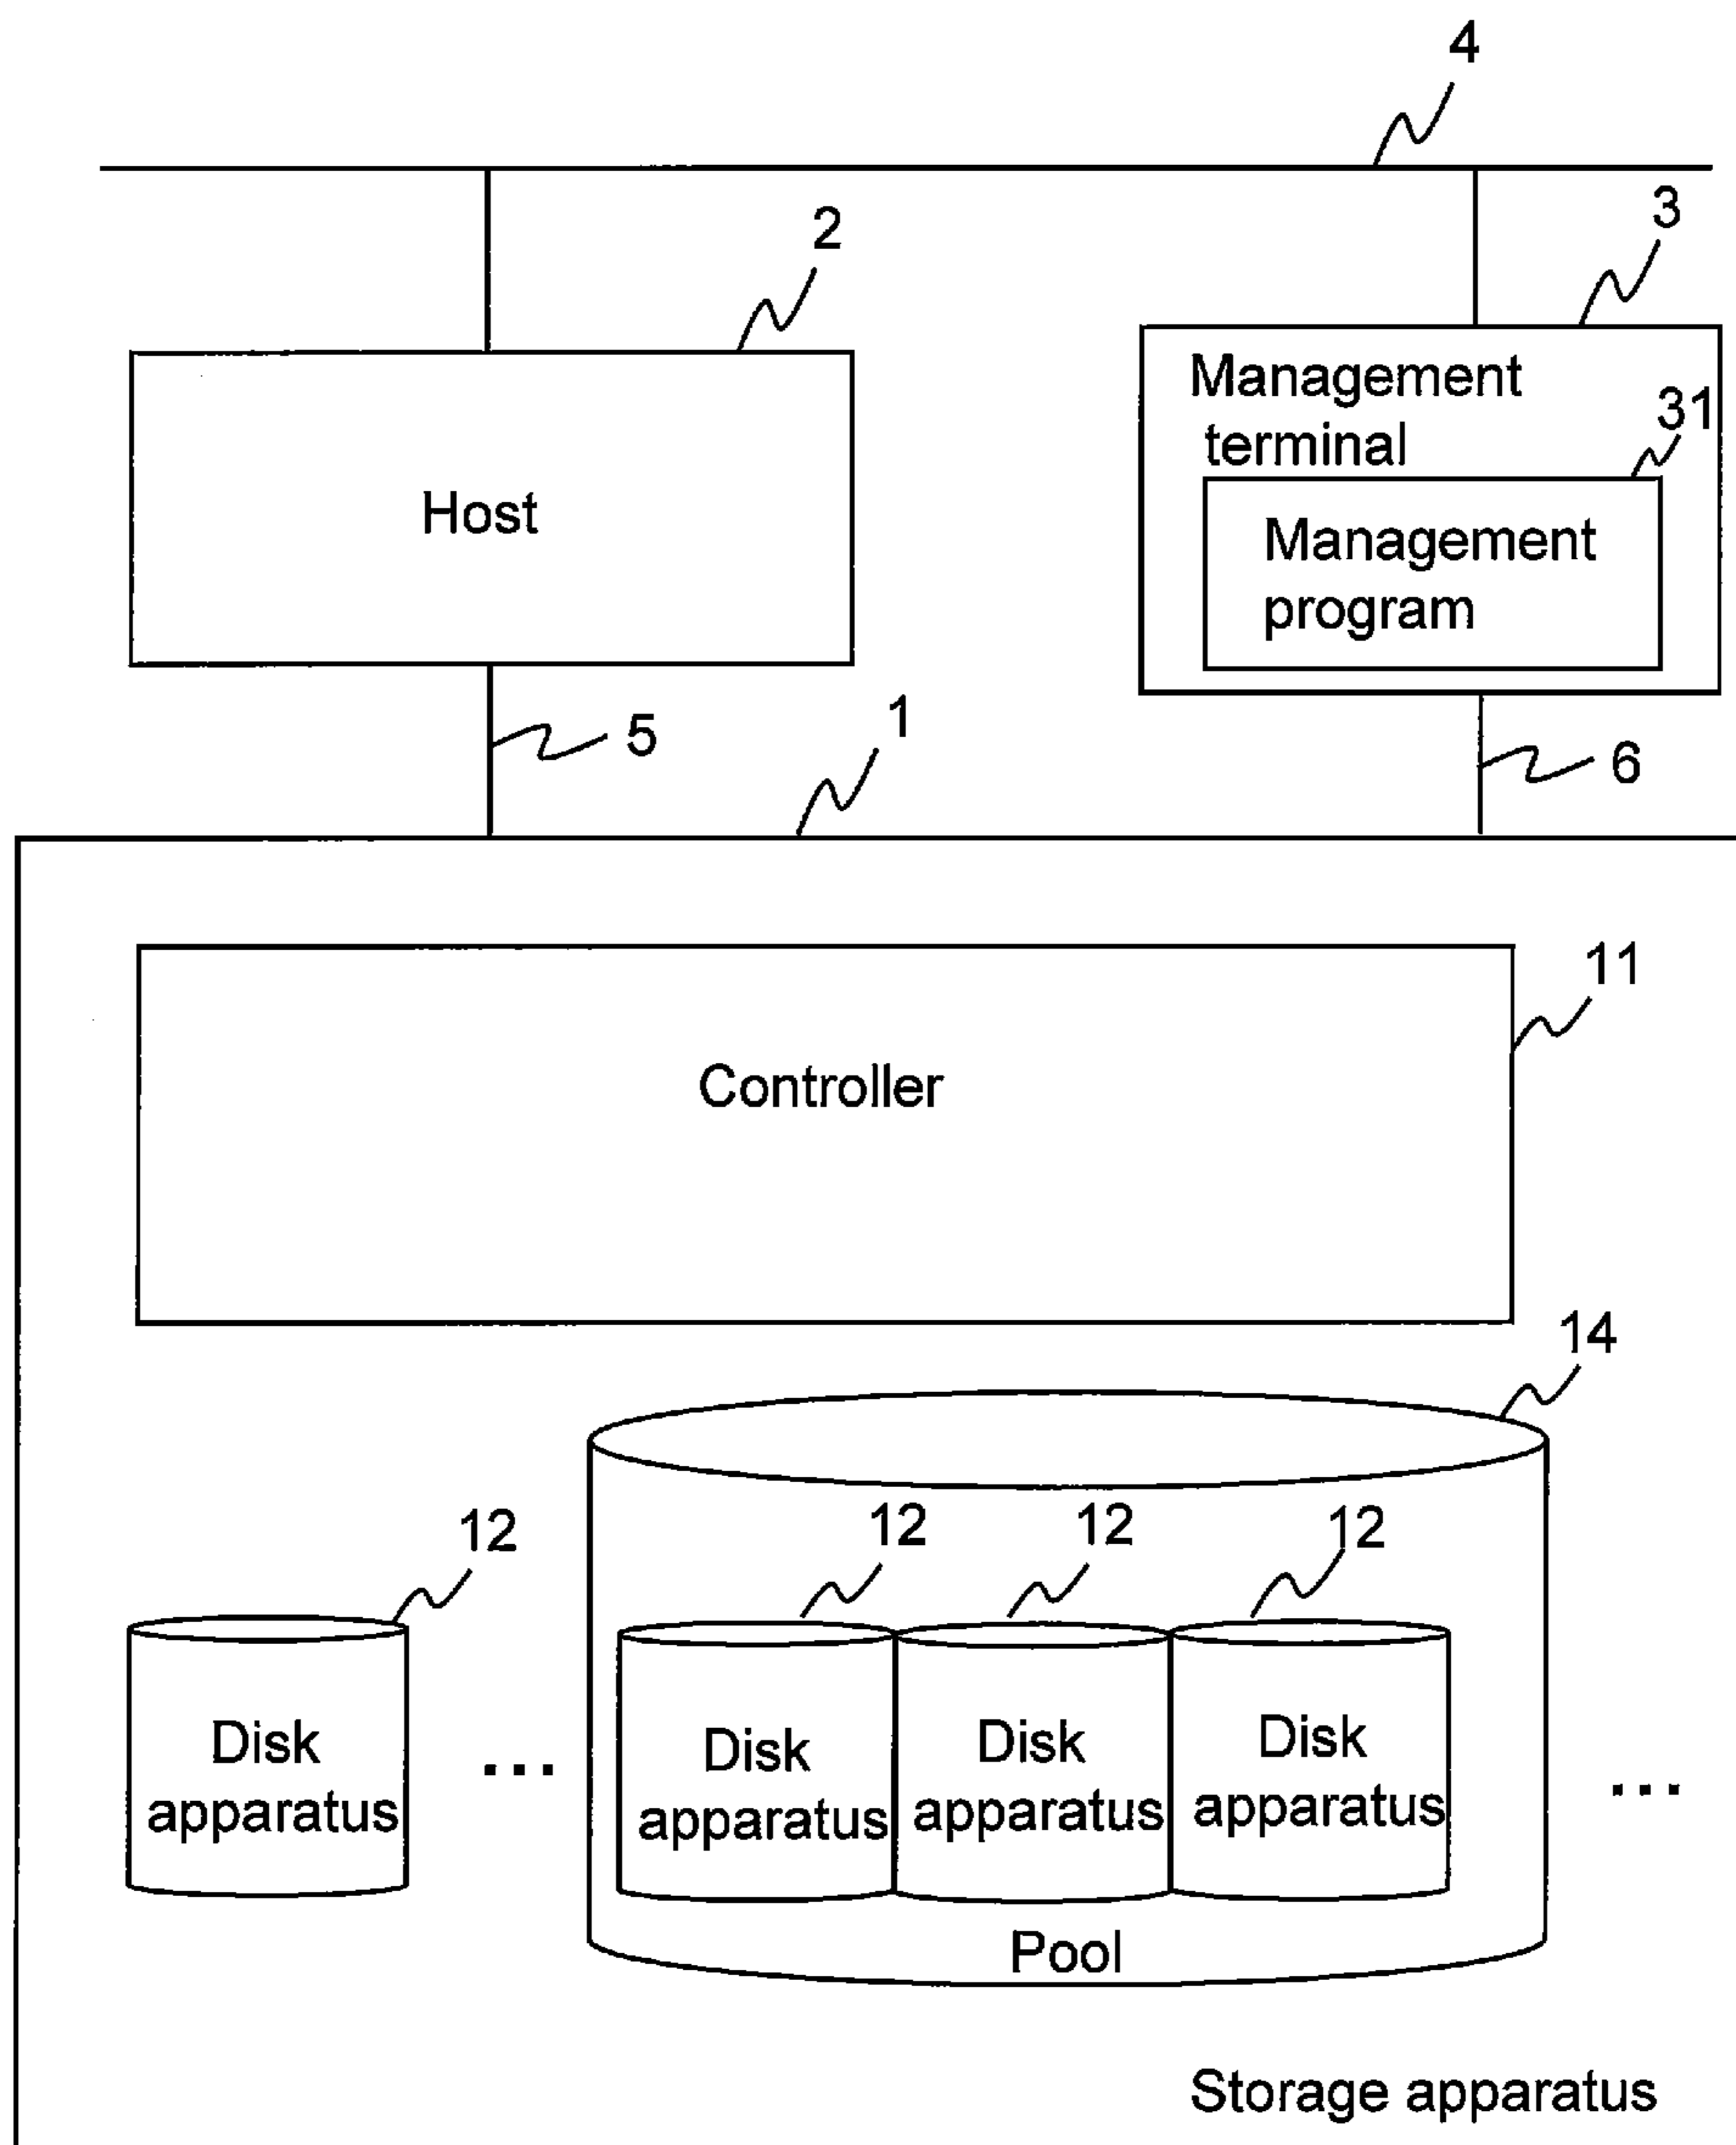 4
2
3
Management
terminal
31
Host
Management
program
5
1
6
11
Controller
14
12
12
12
12
Disk
apparatus
...
Disk
apparatus
Disk
apparatus
Disk
apparatus
...
Pool
Storage apparatus